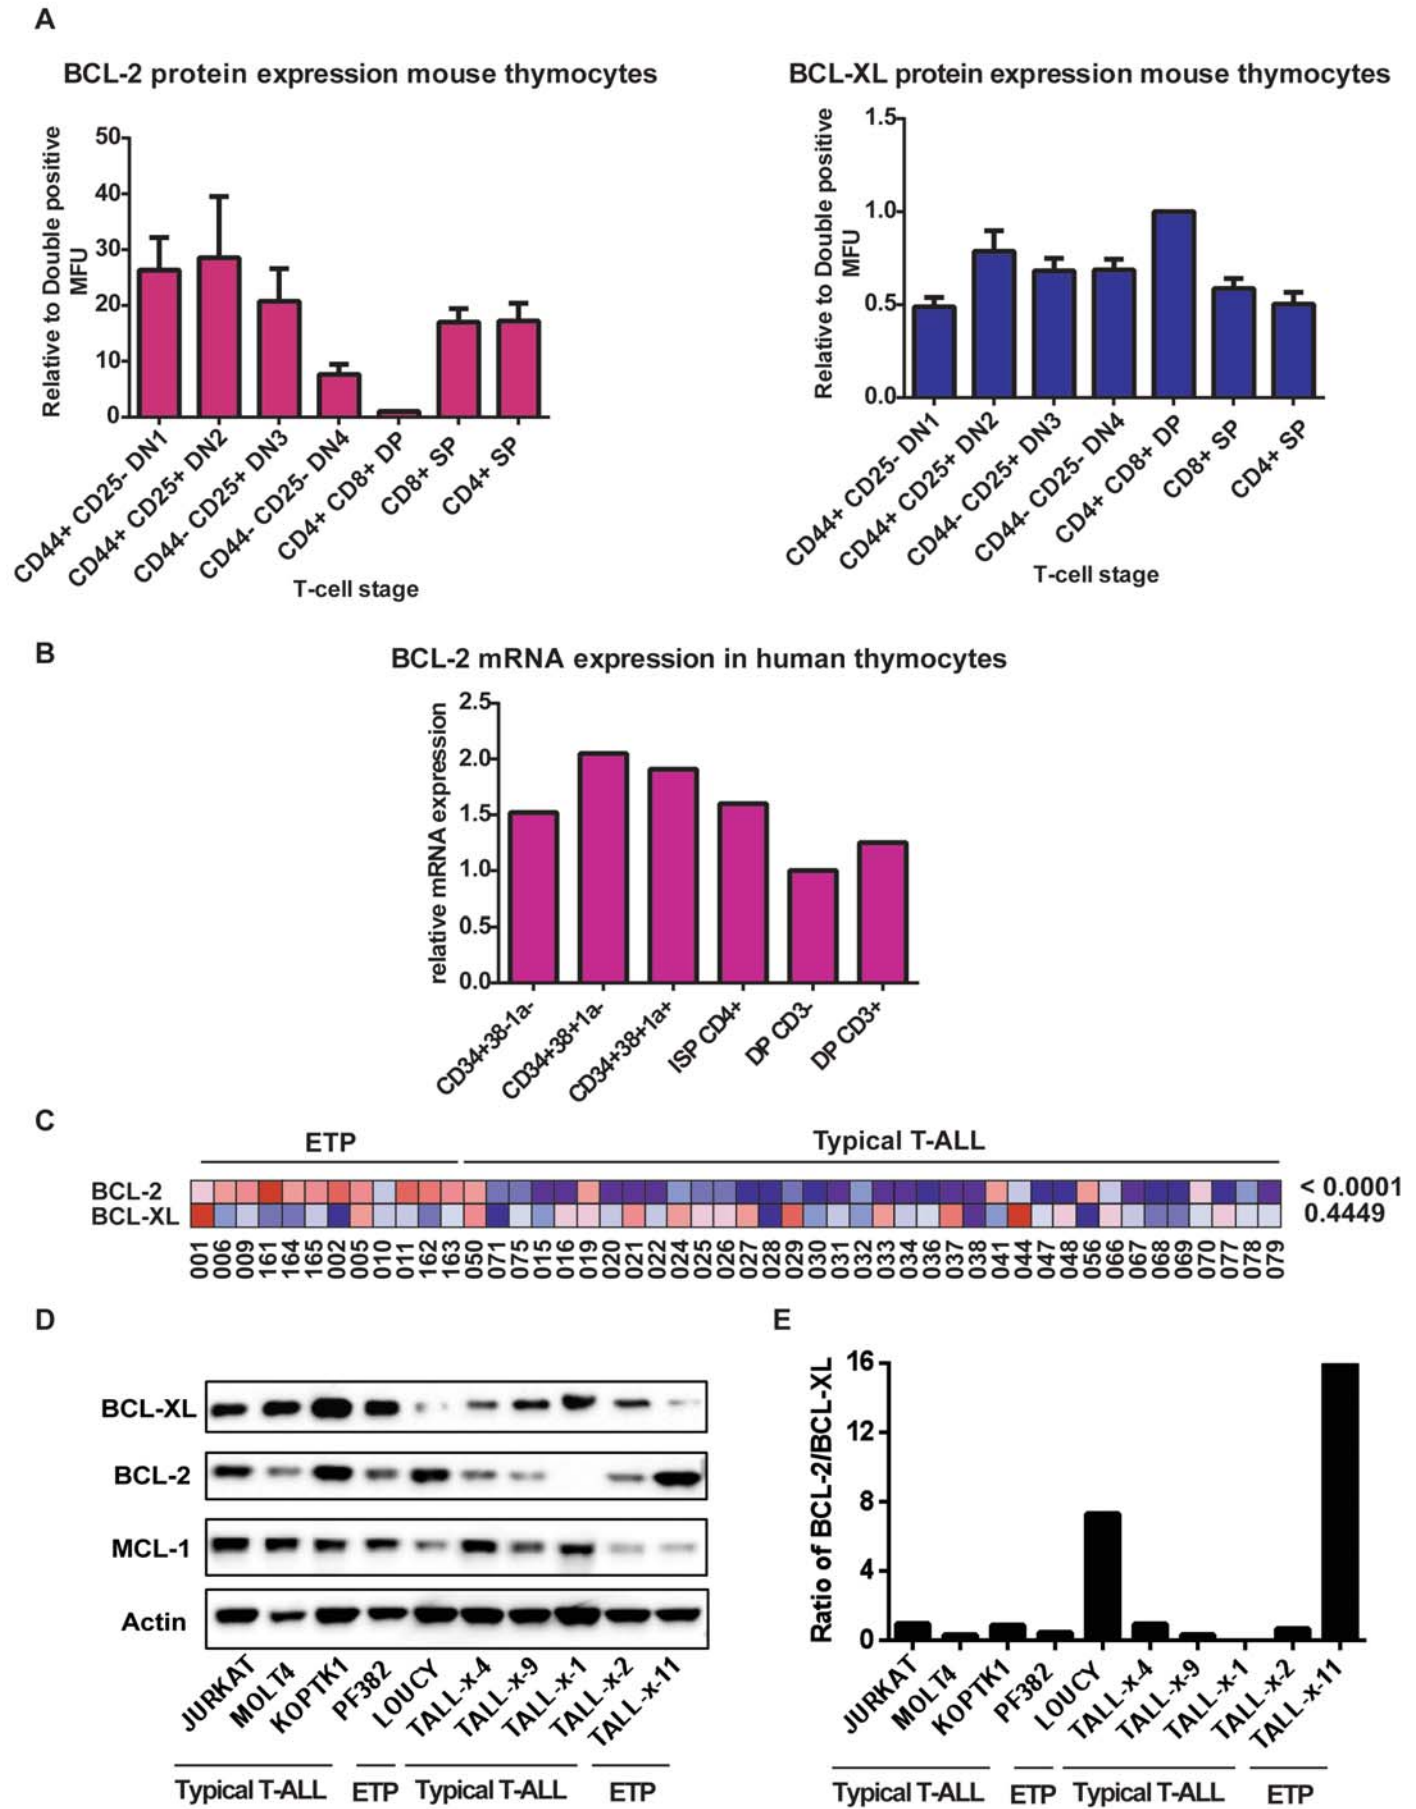 A
BCL-2 protein expression mouse thymocytes
Relative to Double positive
MFU
50
40
30
20
10
0
CD44+ CD25- DN1
CD44+ CD25+ DN2
CD44- CD25+ DN3
CD44- CD25- DN4
CD4+ CD8+ DP
CD8+ SP
CD4+ SP
T-cell stage
BCL-XL protein expression mouse thymocytes
Relative to Double positive
MFU
1.5
1.0
0.5
0.0
CD44+ CD25- DN1
CD44+ CD25+ DN2
CD44- CD25+ DN3
CD44- CD25- DN4
CD4+ CD8+ DP
CD8+ SP
CD4+ SP
T-cell stage
B
BCL-2 mRNA expression in human thymocytes
relative mRNA expression
2.5
2.0
1.5
1.0
0.5
0.0
CD34+38-1a-
CD34+38+1a-
CD34+38+1a+
ISP CD4+
DP CD3-
DP CD3+
C
ETP
Typical T-ALL
BCL-2
< 0.0001
BCL-XL
0.4449
001 006 009 161 164 165 002 005 010 011 162 163 050 071 075 015 016 019 020 021 022 024 025 026 027 028 029 030 031 032 033 034 036 037 038 041 044 047 048 056 066 067 068 069 070 077 078 079
D
BCL-XL
BCL-2
MCL-1
Actin
JURKAT
MOLT4
KOPTK1
PF382
LOUCY
TALL-x-4
TALL-x-9
TALL-x-1
TALL-x-2
TALL-x-11
Typical T-ALL
ETP
Typical T-ALL
ETP
E
Ratio of BCL-2/BCL-XL
16
12
8
4
0
JURKAT
MOLT4
KOPTK1
PF382
LOUCY
TALL-x-4
TALL-x-9
TALL-x-1
TALL-x-2
TALL-x-11
Typical T-ALL
ETP
Typical T-ALL
ETP